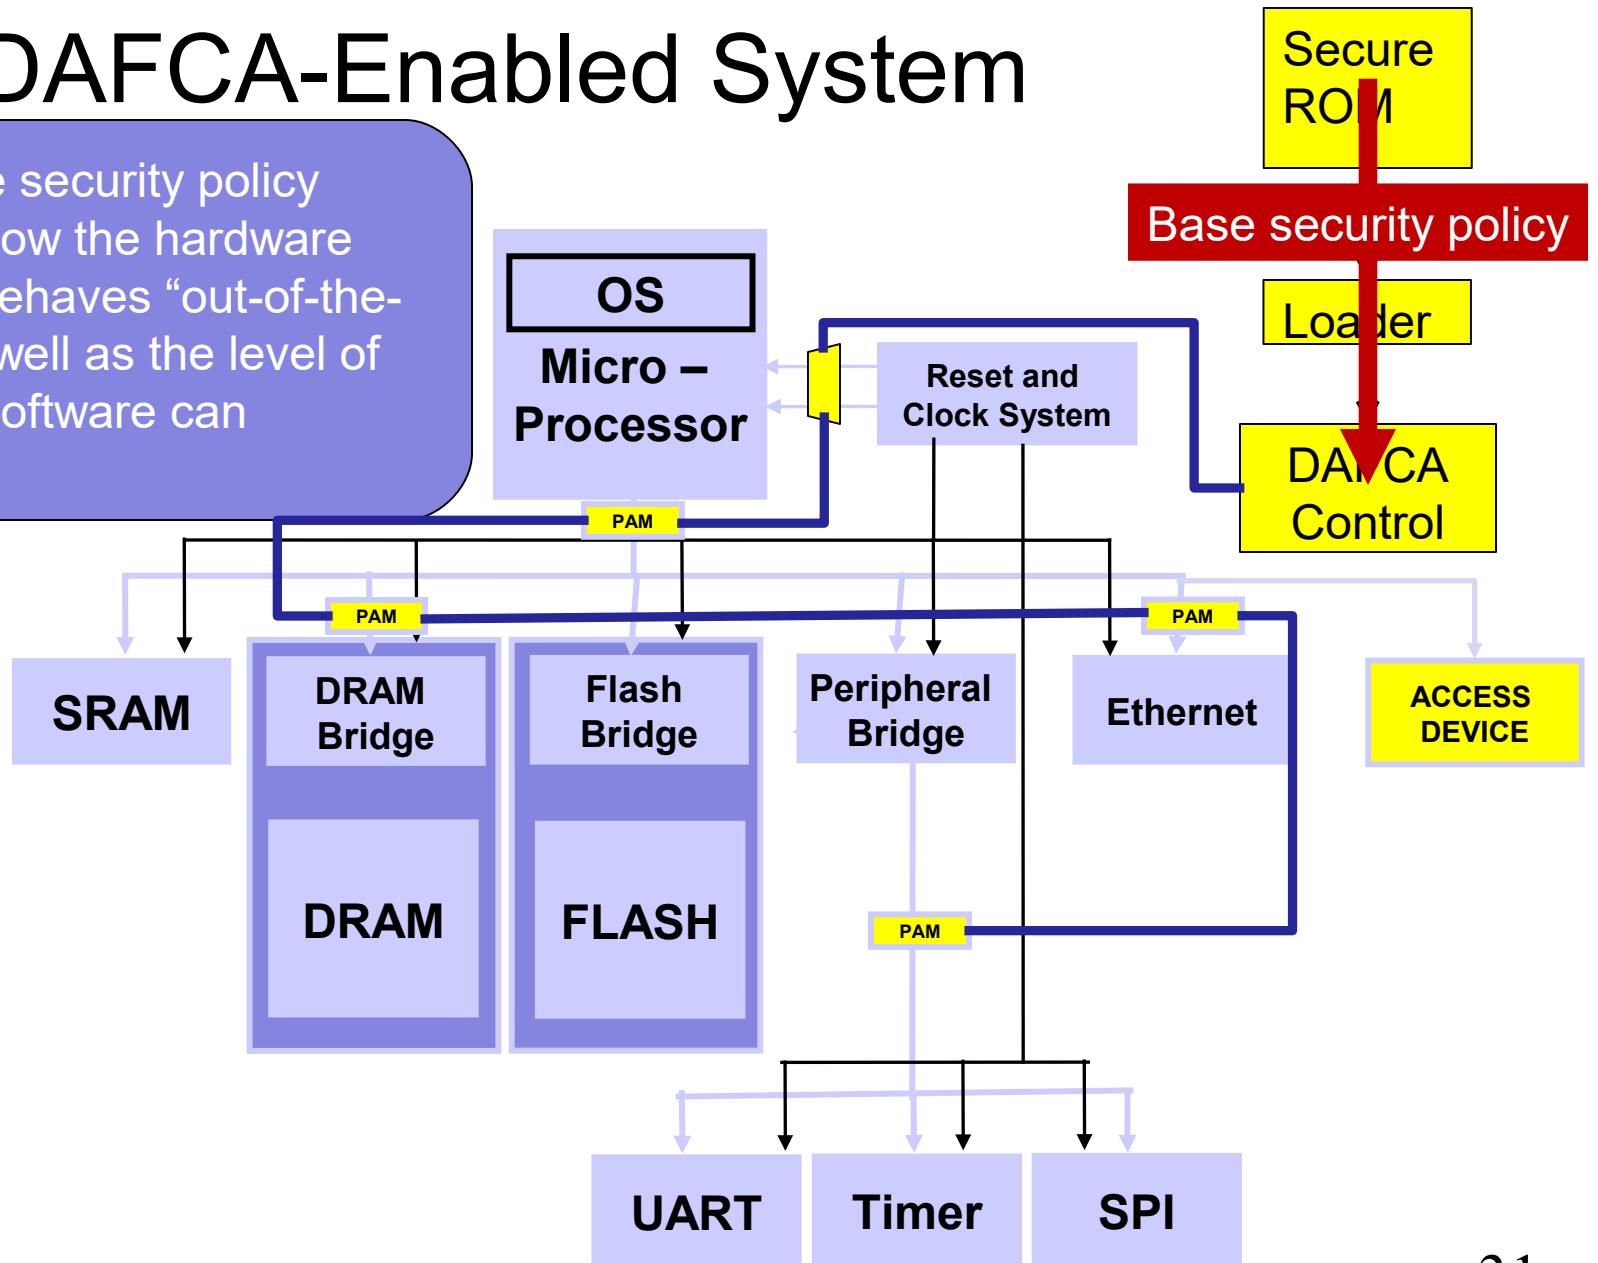 DAFCA-Enabled System
Secure
ROM
security policy
ow the hardware
ehaves “out-of-the-
well as the level of
oftware can
Base security policy
Loader
OS
Micro –
Processor
Reset and
Clock System
DAFCA
Control
PAM
PAM
PAM
SRAM
DRAM
Bridge
Flash
Bridge
Peripheral
Bridge
Ethernet
ACCESS
DEVICE
DRAM
FLASH
PAM
UART
Timer
SPI